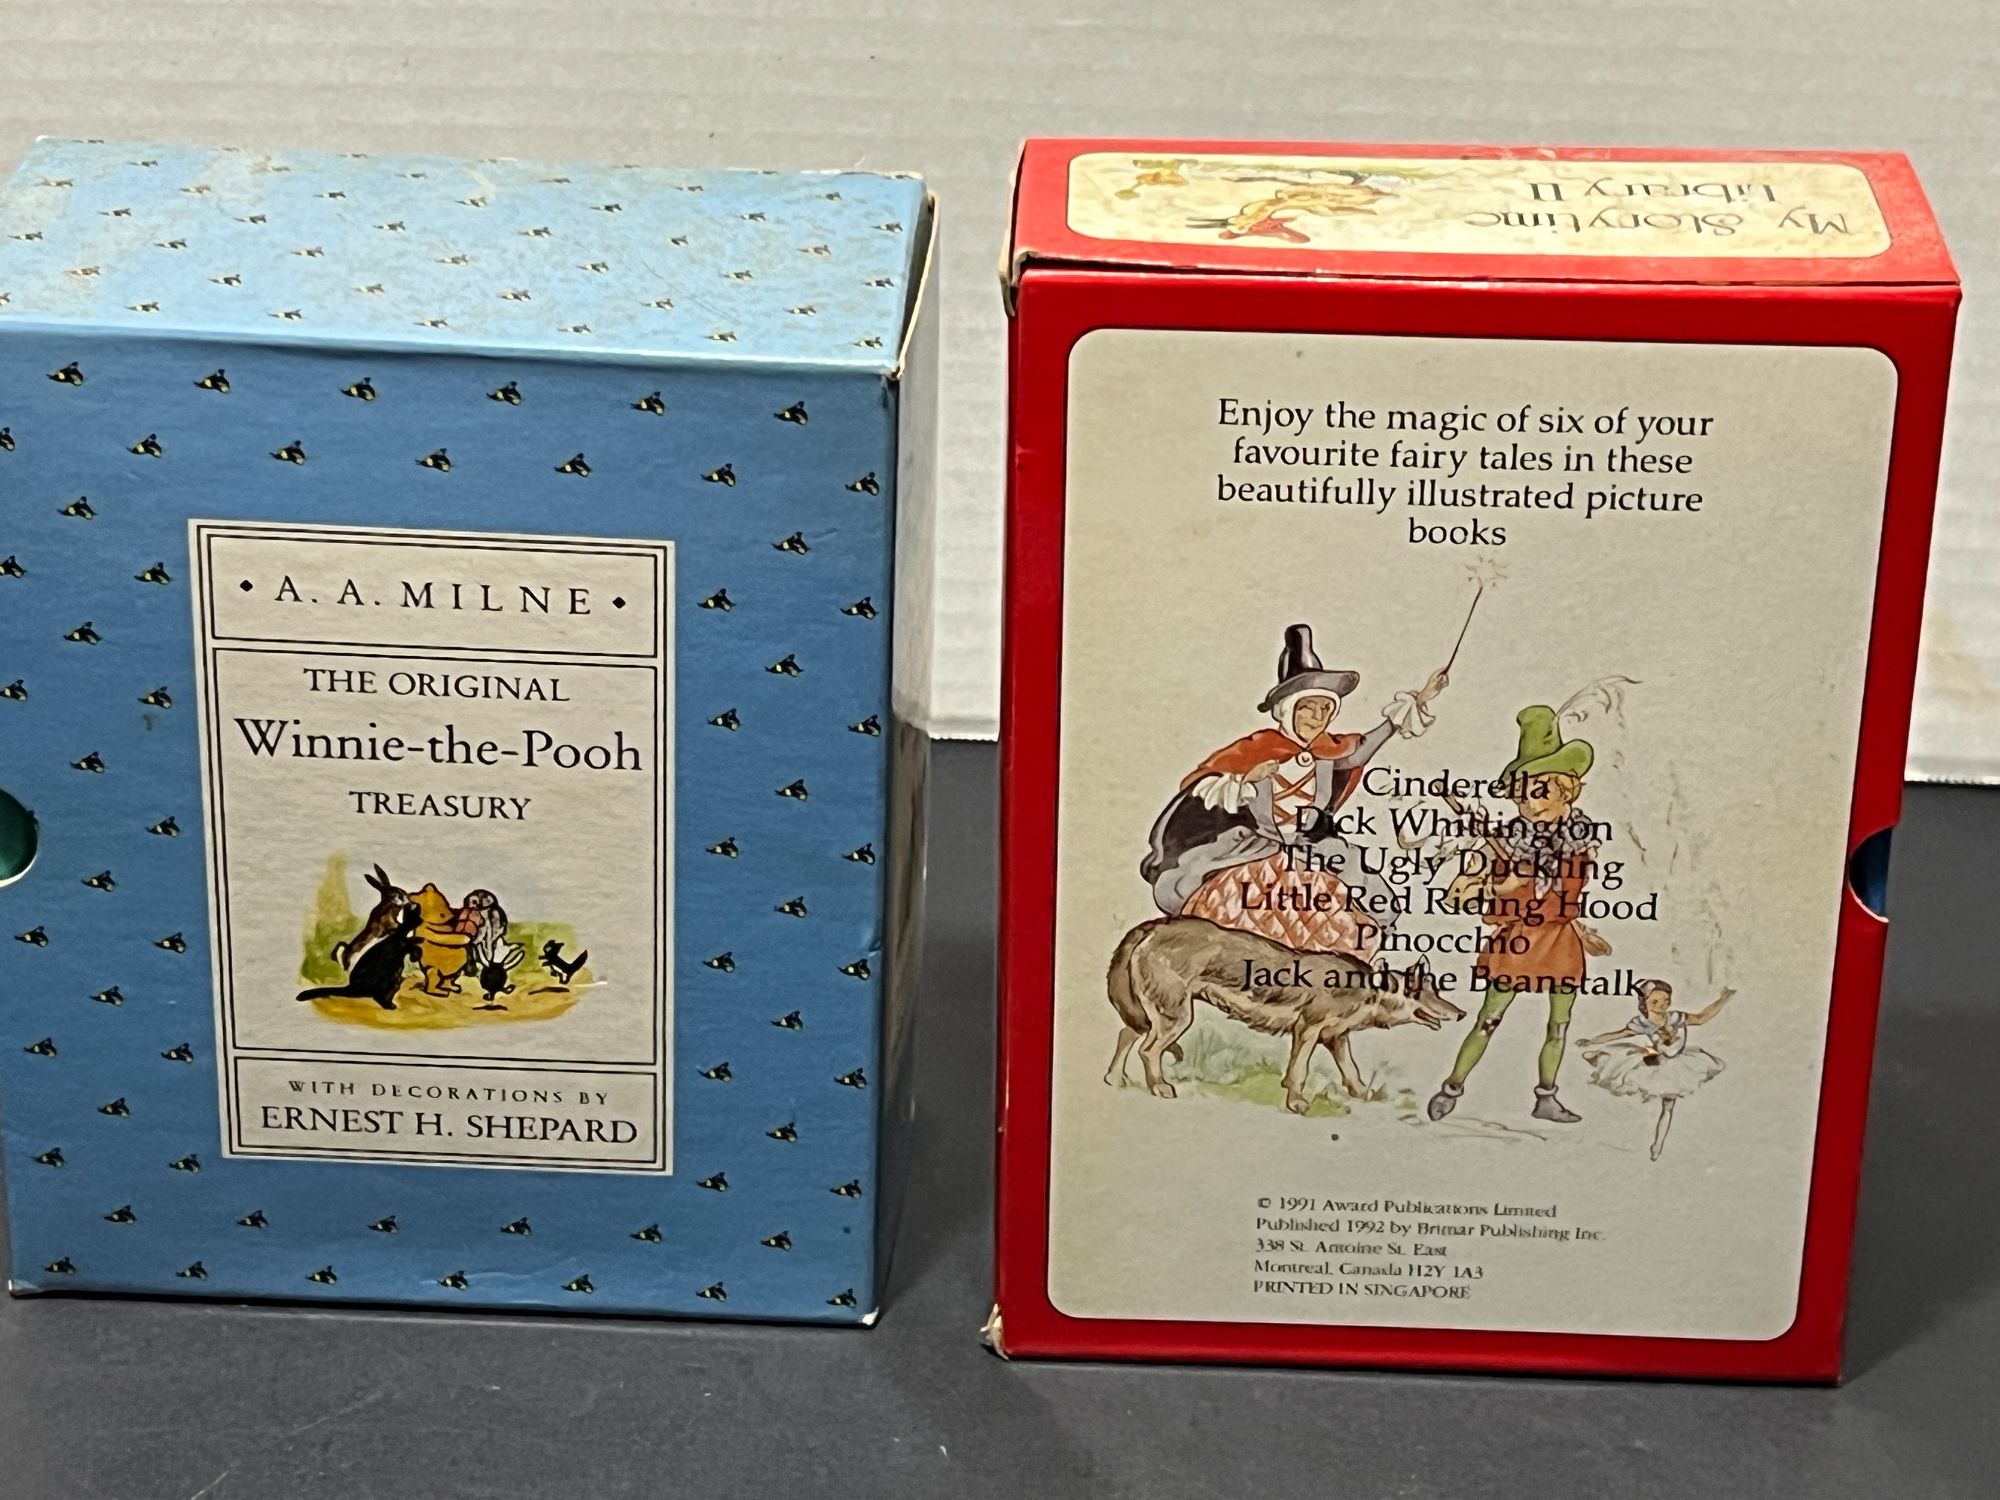 • A. A. MILNE •
THE ORIGINAL
Winnie-the-Pooh
TREASURY
WITH DECORATIONS BY
ERNEST H. SHEPARD
My Storytime
Library II
Enjoy the magic of six of your
favourite fairy tales in these
beautifully illustrated picture
books
Cinderella
Dick Whittington
The Ugly Duckling
Little Red Riding Hood
Pinocchio
Jack and the Beanstalk
© 1991 Award Publications Limited
Published 1992 by Brimar Publishing Inc.
338 St. Antoine St. East
Montreal, Canada H2Y 1A3
PRINTED IN SINGAPORE